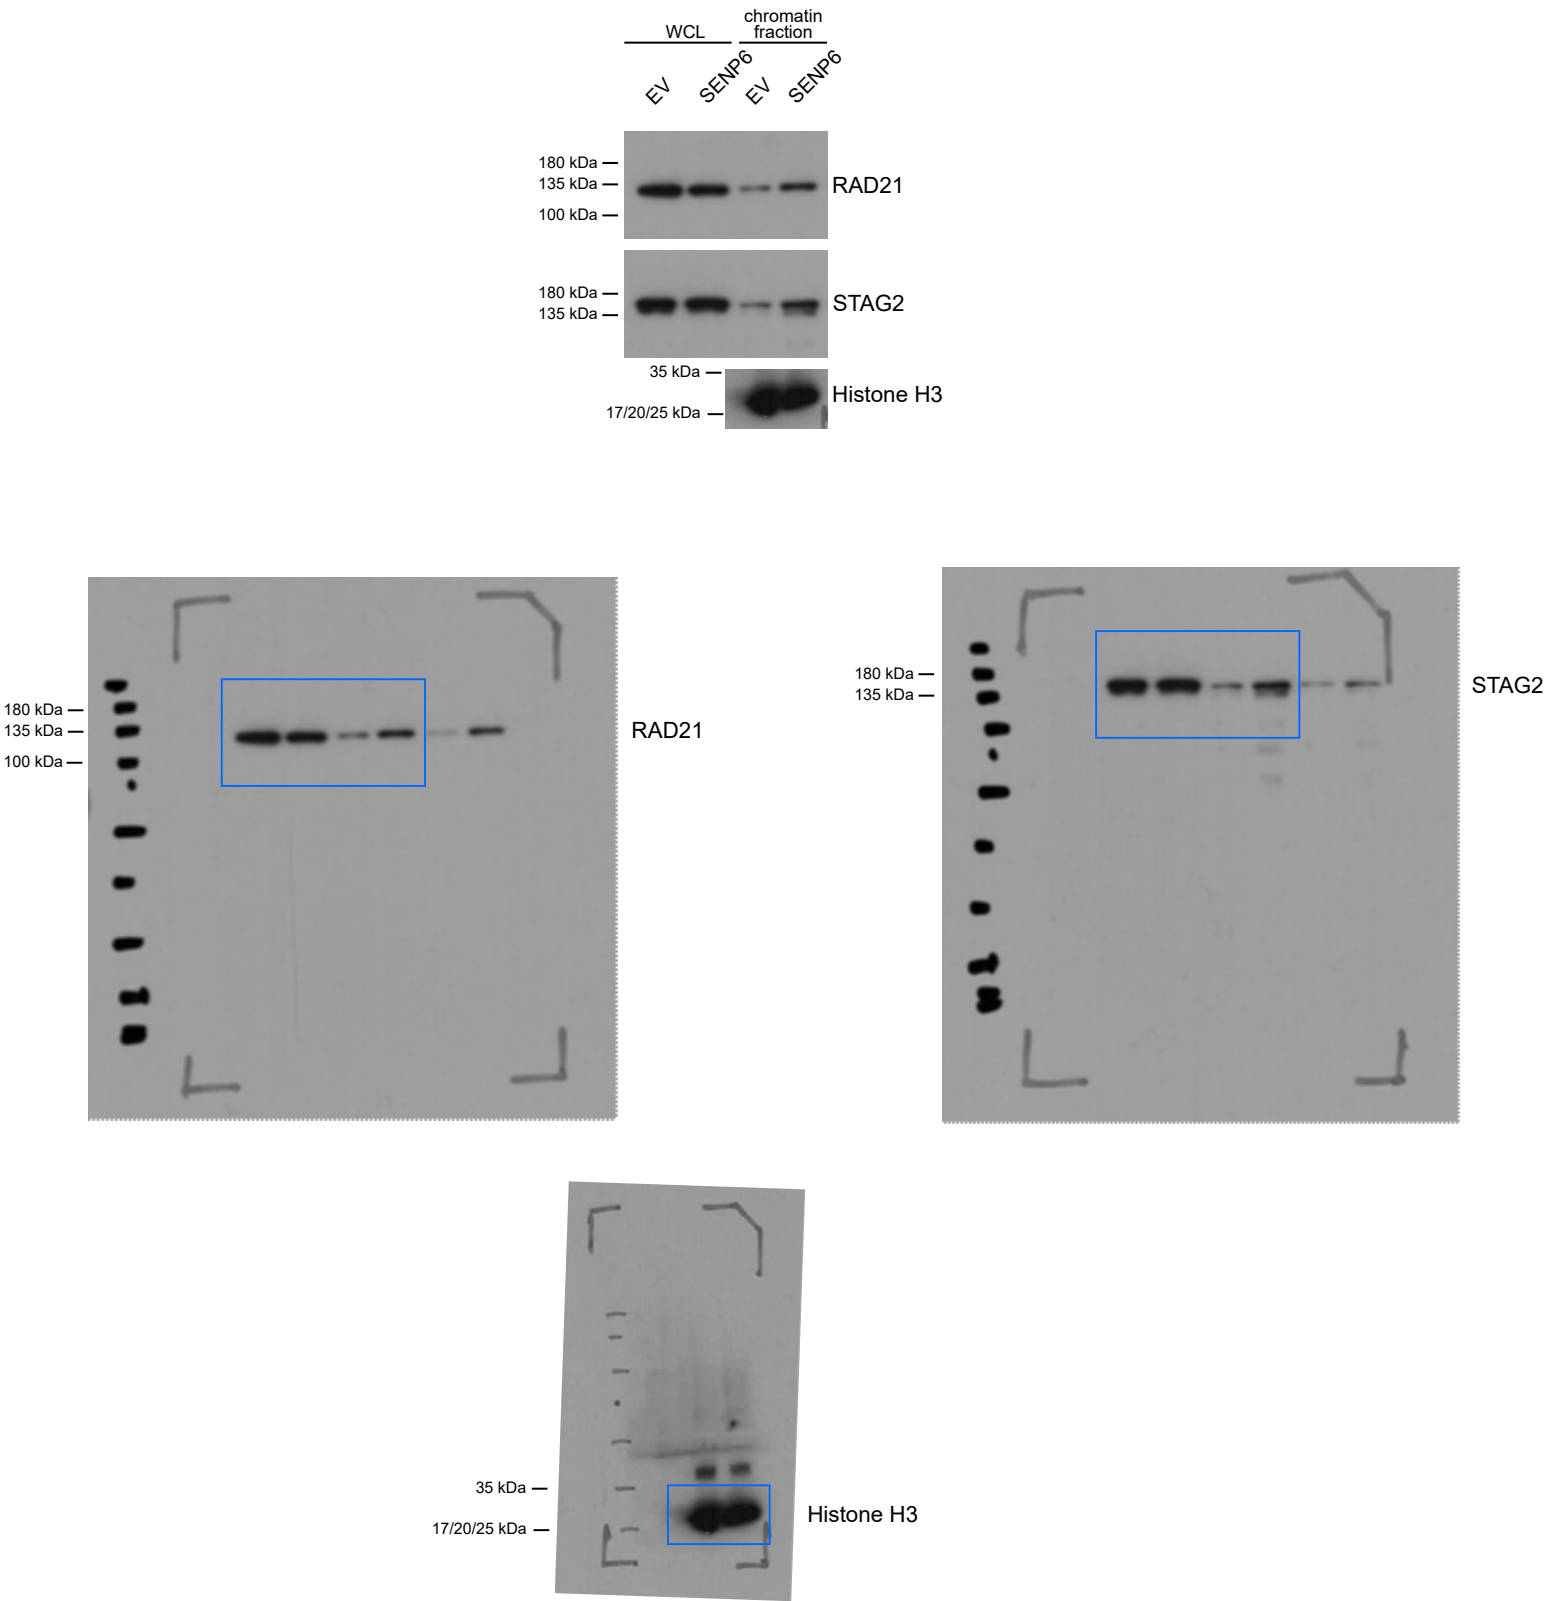 WCL
chromatin
fraction
EV
SENP6
EV
SENP6
180 kDa
135 kDa
100 kDa
RAD21
180 kDa
135 kDa
STAG2
35 kDa
17/20/25 kDa
Histone H3
180 kDa
135 kDa
100 kDa
RAD21
180 kDa
135 kDa
STAG2
35 kDa
17/20/25 kDa
Histone H3